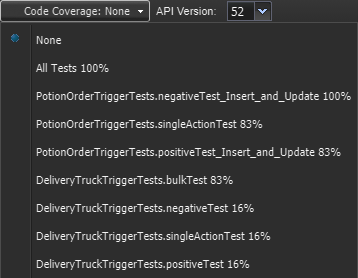 Code Coverage: None API Version: 52
None
All Tests 100%
PotionOrderTriggerTests.negativeTest_Insert_and_Update 100%
PotionOrderTriggerTests.singleActionTest 83%
PotionOrderTriggerTests.positiveTest_Insert_and_Update 83%
DeliveryTruckTriggerTests.bulkTest 83%
DeliveryTruckTriggerTests.negativeTest 16%
DeliveryTruckTriggerTests.singleActionTest 16%
DeliveryTruckTriggerTests.positiveTest 16%